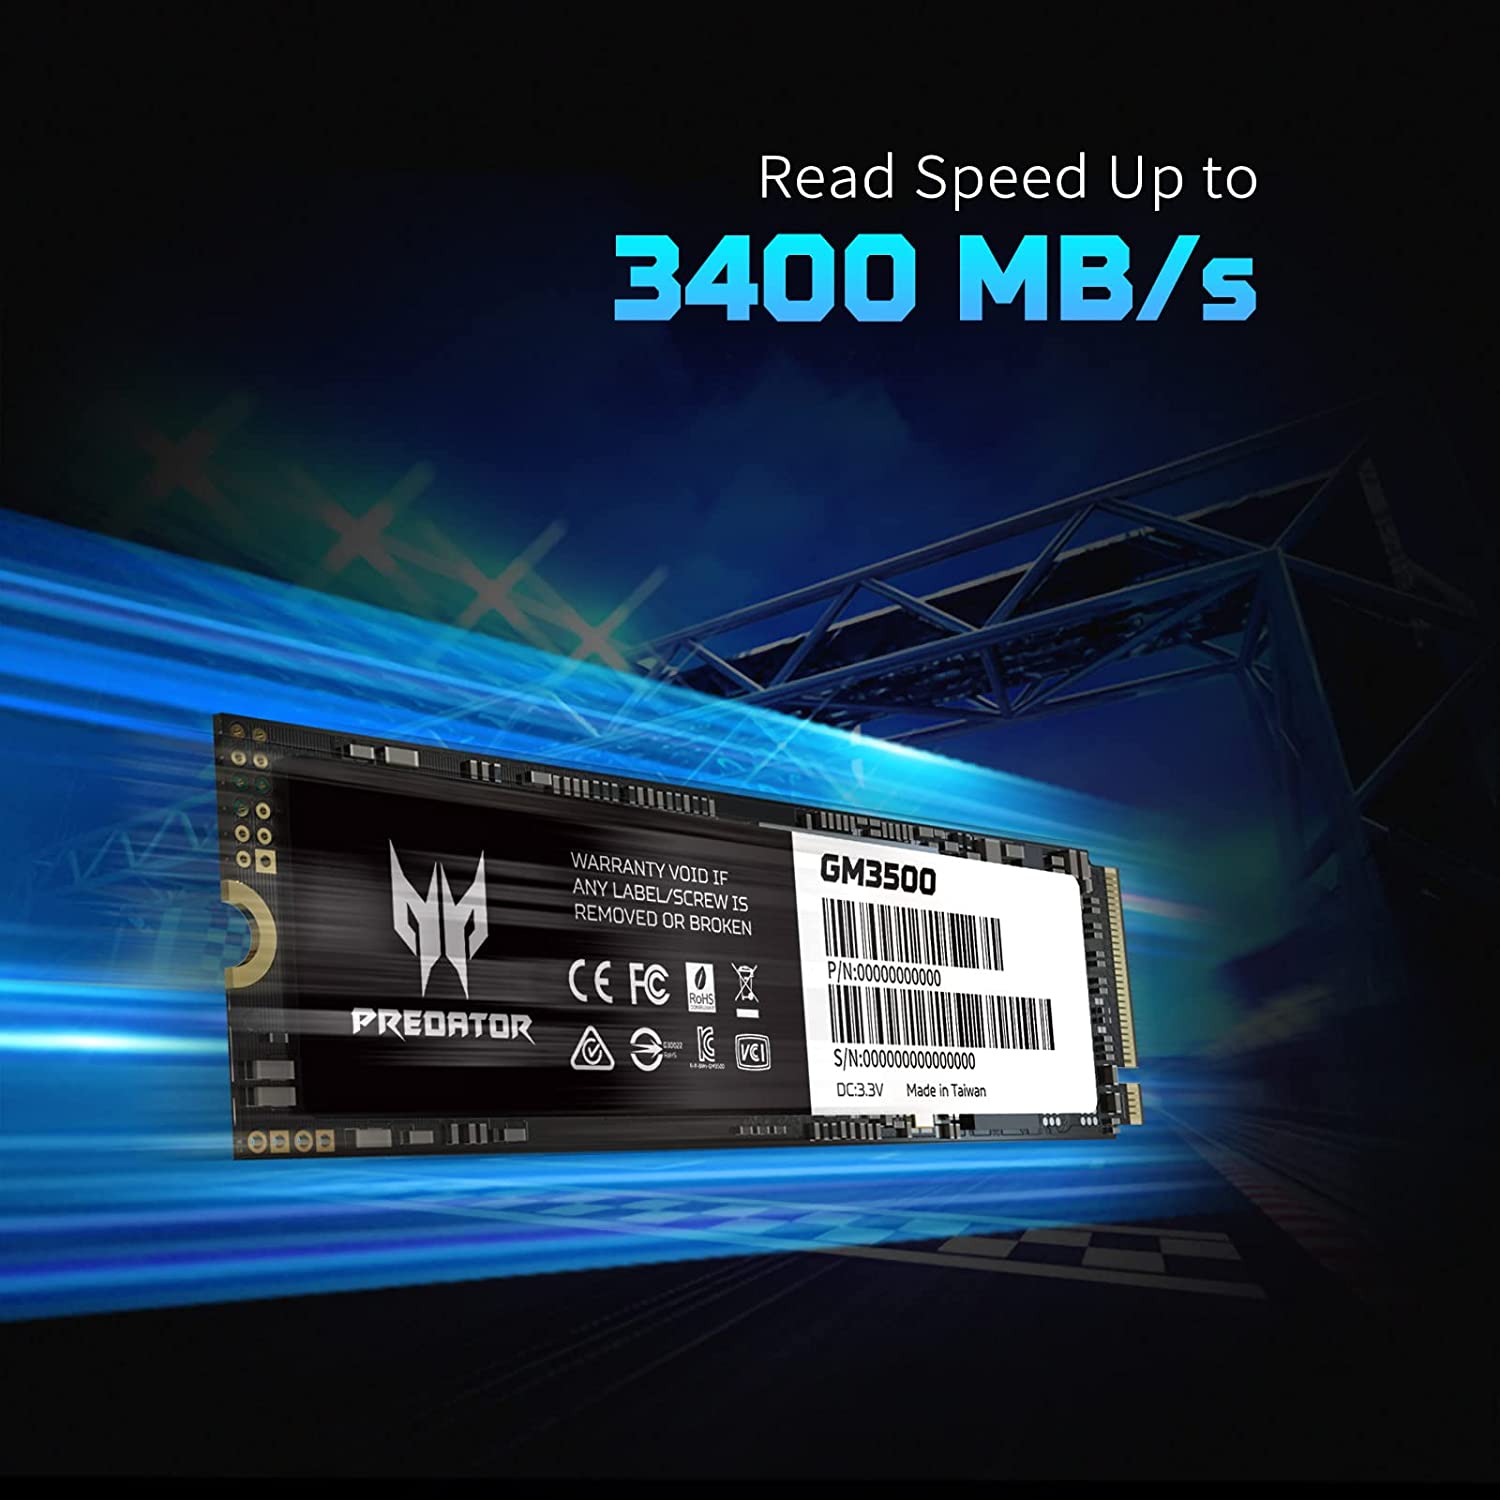 Read Speed Up to
3400 MB/s
GM3500
WARRANTY VOID IF
ANY LABEL/SCREW IS
REMOVED OR BROKEN
P/N:00000000000
CE FC RoHS
PREDATOR
VCI
S/N:000000000000000
DC:3.3V Made in Taiwan